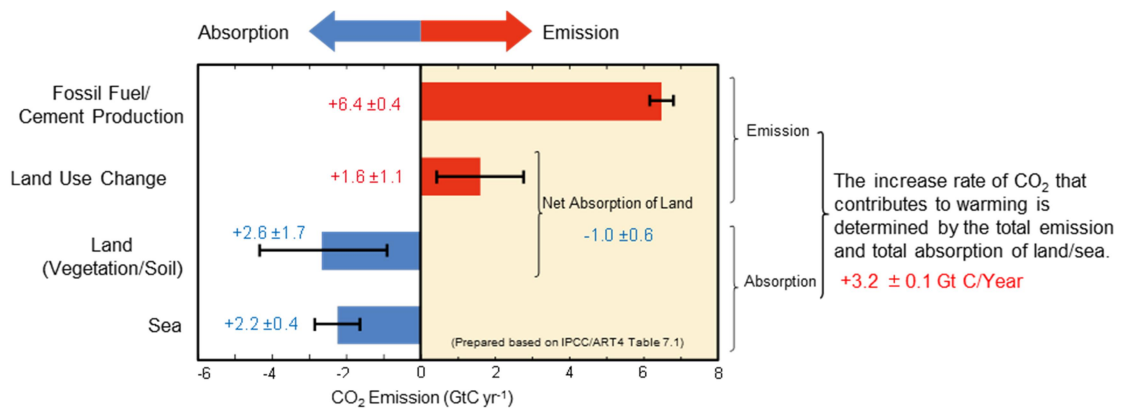 Absorption
Emission
Fossil Fuel/
Cement Production
+6.4 ±0.4
Emission
Land Use Change
+1.6 ±1.1
Net Absorption of Land
-1.0 ±0.6
The increase rate of CO₂ that
contributes to warming is
determined by the total emission
and total absorption of land/sea.
+3.2 ± 0.1 Gt C/Year
Land
(Vegetation/Soil)
+2.6 ±1.7
Absorption
Sea
+2.2 ±0.4
(Prepared based on IPCC/ART4 Table 7.1)
-6 -4 -2 0 2 4 6 8
CO₂ Emission (GtC yr⁻¹)